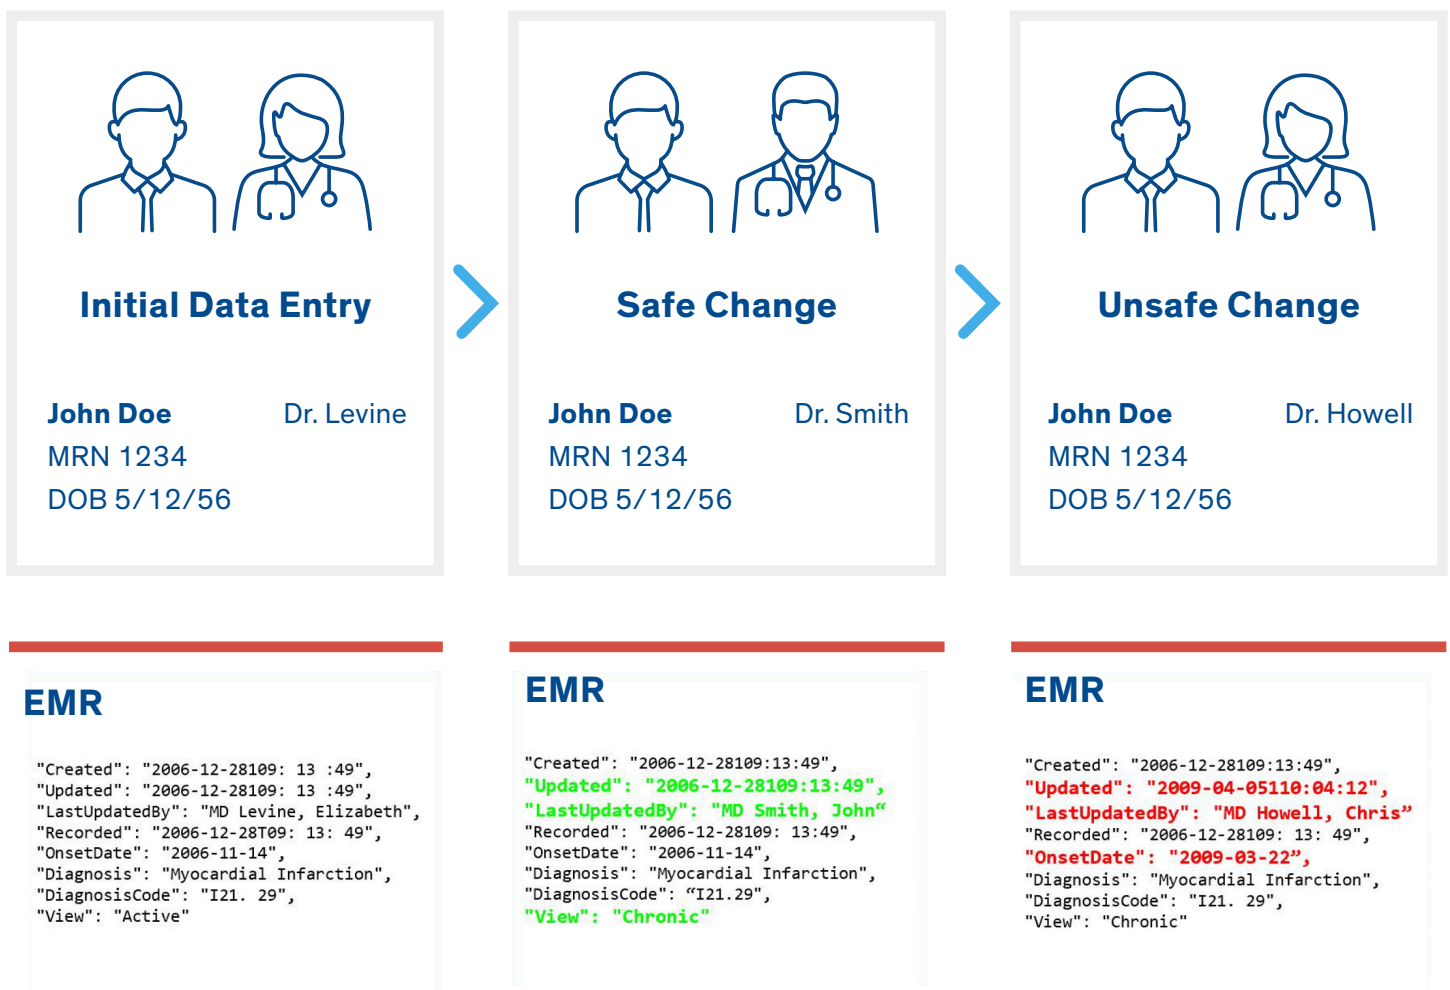 Initial Data Entry
John Doe Dr. Levine
MRN 1234
DOB 5/12/56
Safe Change
John Doe Dr. Smith
MRN 1234
DOB 5/12/56
Unsafe Change
John Doe Dr. Howell
MRN 1234
DOB 5/12/56
EMR
"Created": "2006-12-28109: 13 :49",
"Updated": "2006-12-28109: 13 :49",
"LastUpdatedBy": "MD Levine, Elizabeth",
"Recorded": "2006-12-28T09: 13: 49",
"OnsetDate": "2006-11-14",
"Diagnosis": "Myocardial Infarction",
"DiagnosisCode": "I21. 29",
"View": "Active"
EMR
"Created": "2006-12-28109:13:49",
"Updated": "2006-12-28109:13:49",
"LastUpdatedBy": "MD Smith, John“
"Recorded": "2006-12-28109: 13:49",
"OnsetDate": "2006-11-14",
"Diagnosis": "Myocardial Infarction",
"DiagnosisCode": “I21.29",
"View": "Chronic"
EMR
"Created": "2006-12-28109:13:49",
"Updated": "2009-04-05110:04:12",
"LastUpdatedBy": "MD Howell, Chris”
"Recorded": "2006-12-28109: 13: 49",
"OnsetDate": "2009-03-22”,
"Diagnosis": "Myocardial Infarction",
"DiagnosisCode": "I21. 29",
"View": "Chronic"